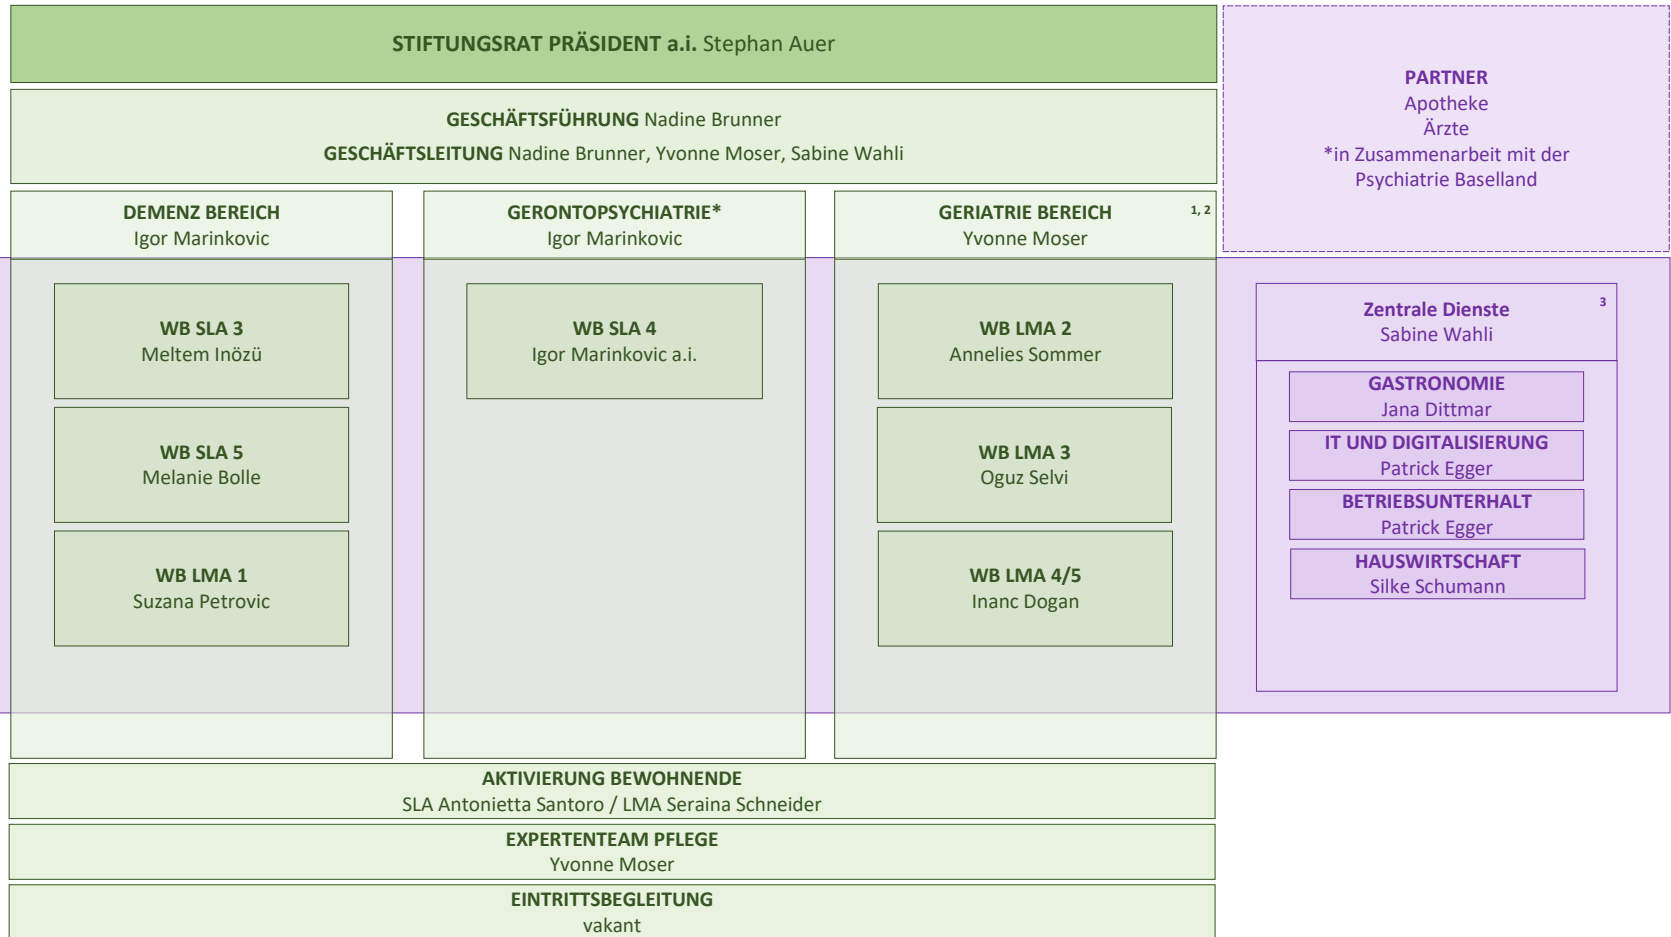 STIFTUNGSRAT PRÄSIDENT a.i. Stephan Auer
GESCHÄFTSFÜHRUNG Nadine Brunner
GESCHÄFTSLEITUNG Nadine Brunner, Yvonne Moser, Sabine Wahli
PARTNER
Apotheke
Ärzte
*in Zusammenarbeit mit der
Psychiatrie Baselland
DEMENZ BEREICH
Igor Marinkovic
WB SLA 3
Meltem Inözü
WB SLA 5
Melanie Bolle
WB LMA 1
Suzana Petrovic
GERONTOPSYCHIATRIE*
Igor Marinkovic
WB SLA 4
Igor Marinkovic a.i.
GERIATRIE BEREICH 1, 2
Yvonne Moser
WB LMA 2
Annelies Sommer
WB LMA 3
Oguz Selvi
WB LMA 4/5
Inanc Dogan
Zentrale Dienste 3
Sabine Wahli
GASTRONOMIE
Jana Dittmar
IT UND DIGITALISIERUNG
Patrick Egger
BETRIEBSUNTERHALT
Patrick Egger
HAUSWIRTSCHAFT
Silke Schumann
AKTIVIERUNG BEWOHNENDE
SLA Antonietta Santoro / LMA Seraina Schneider
EXPERTENTEAM PFLEGE
Yvonne Moser
EINTRITTSBEGLEITUNG
vakant